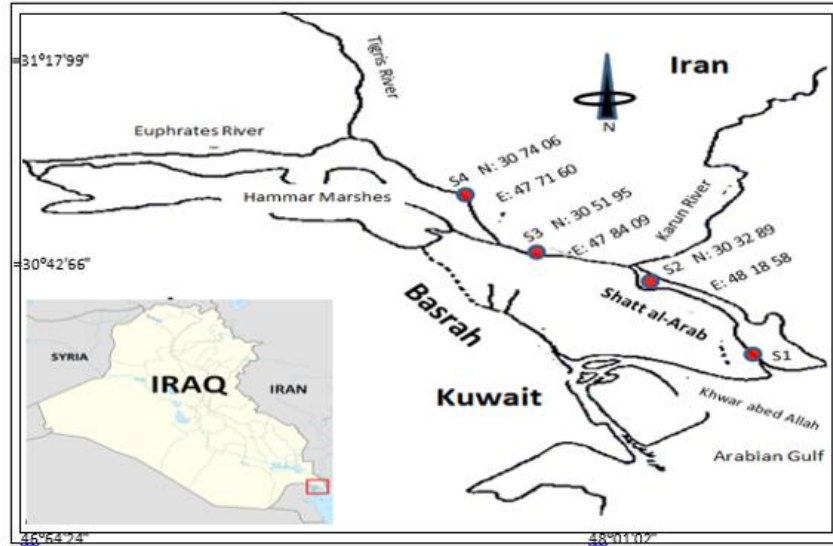 31°17'99"
Tigris River
Iran
Euphrates River
N
S4 N: 30 74 06
E: 47 71 60
Hammar Marshes
S3 N: 30 51 95
E: 47 84 09
Karun River
S2 N: 30 32 89
E: 48 18 58
30°42'66"
Basrah
Shatt al-Arab
S1
SYRIA
IRAQ
IRAN
Kuwait
Khwar abed Allah
Arabian Gulf
46°64'24"
48°01'02"